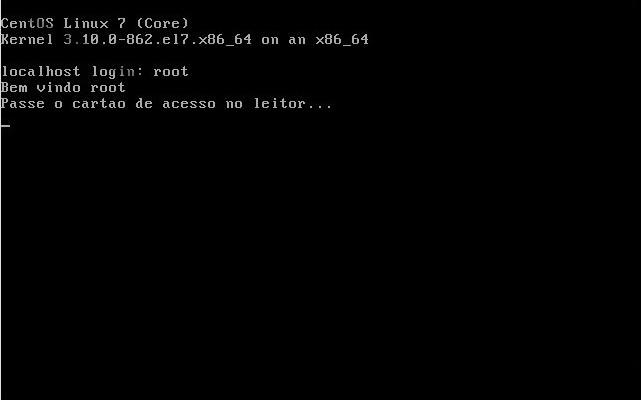 CentOS Linux 7 (Core)
Kernel 3.10.0-862.el7.x86_64 on an x86_64
localhost login: root
Bem vindo root
Passe o cartao de acesso no leitor...
_